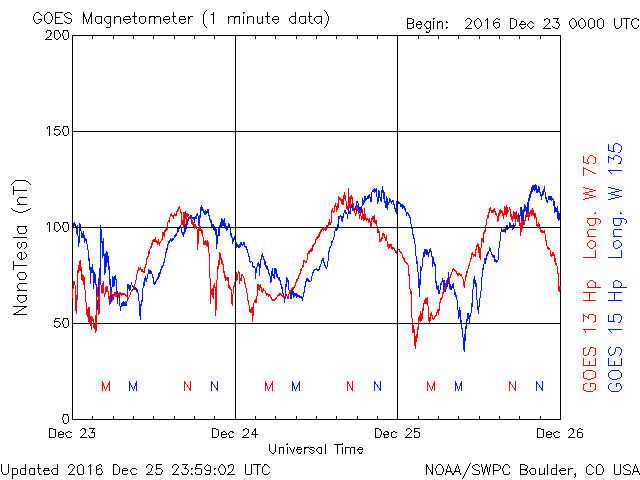 GOES Magnetometer (1 minute data)
Begin: 2016 Dec 23 0000 UTC
200
150
100
50
0
NanoTesla (nT)
M M N N M M N N M M N N
Dec 23 Dec 24 Dec 25 Dec 26
Universal Time
GOES 13 Hp Long. W 75
GOES 15 Hp Long. W 135
Updated 2016 Dec 25 23:59:02 UTC
NOAA/SWPC Boulder, CO USA